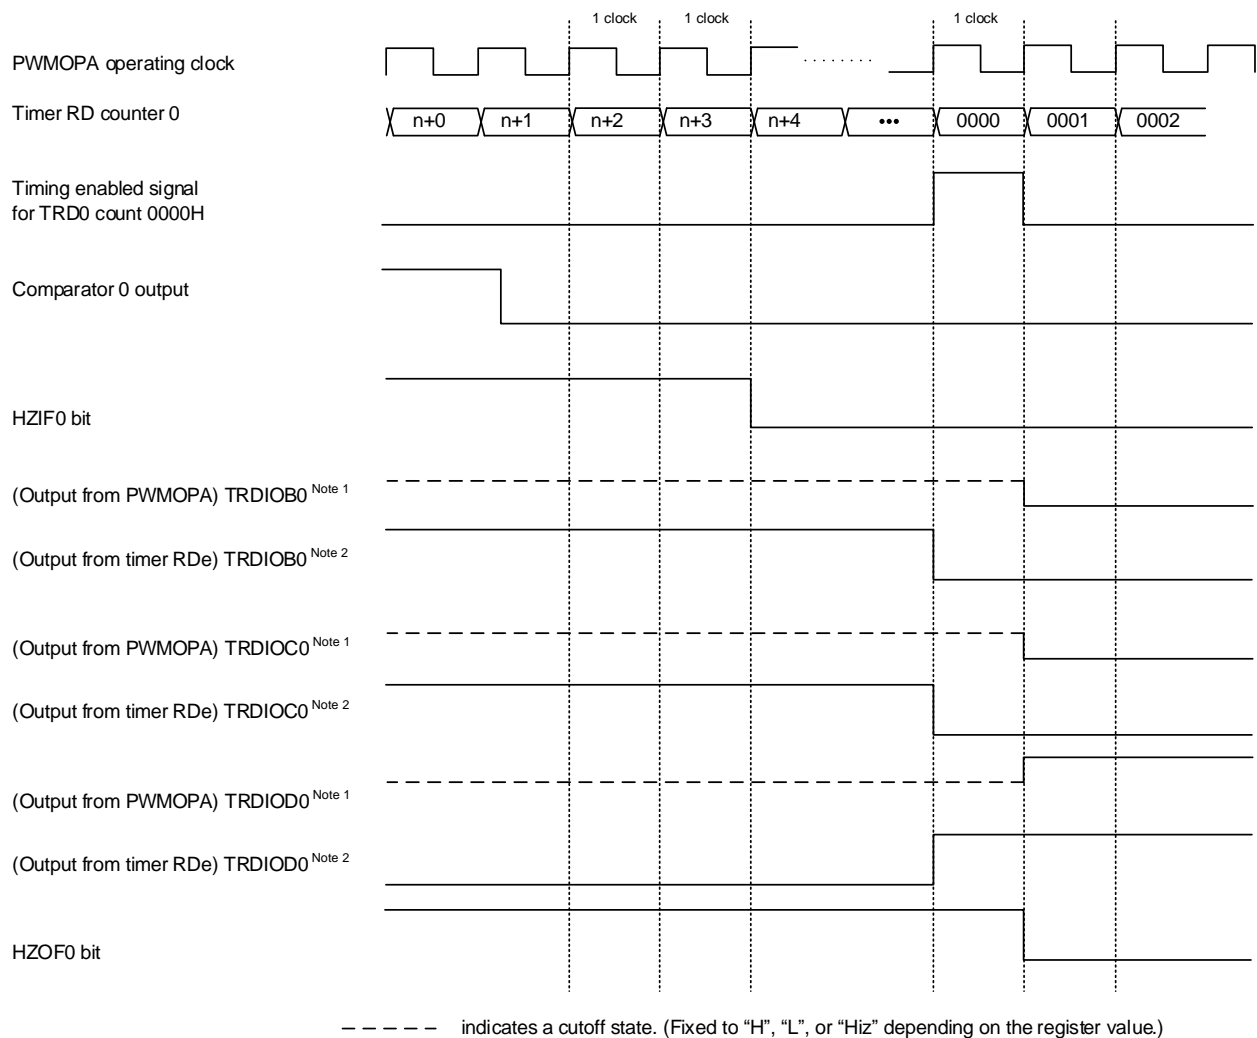 1 clock 1 clock 1 clock
PWMOPA operating clock
Timer RD counter 0 n+0 n+1 n+2 n+3 n+4 ••• 0000 0001 0002
Timing enabled signal
for TRD0 count 0000H
Comparator 0 output
HZIF0 bit
(Output from PWMOPA) TRDIOB0 Note 1
(Output from timer RDe) TRDIOB0 Note 2
(Output from PWMOPA) TRDIOC0 Note 1
(Output from timer RDe) TRDIOC0 Note 2
(Output from PWMOPA) TRDIOD0 Note 1
(Output from timer RDe) TRDIOD0 Note 2
HZOF0 bit
indicates a cutoff state. (Fixed to “H”, “L”, or “Hiz” depending on the register value.)